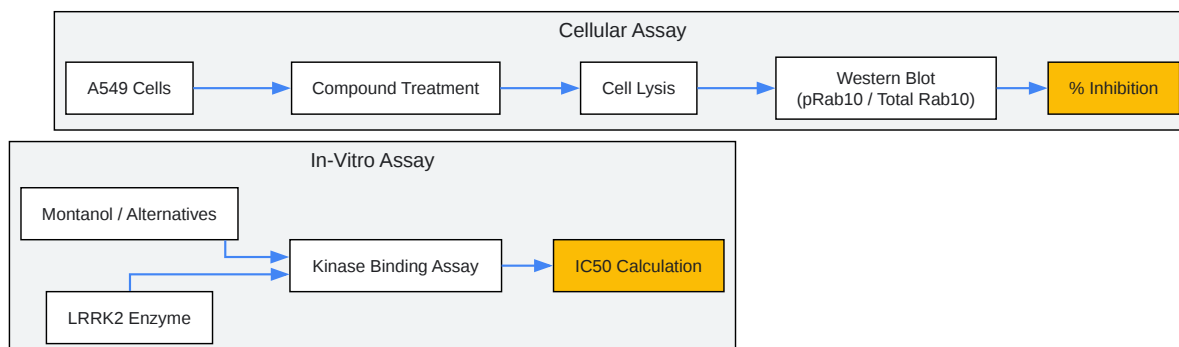 Cellular Assay
A549 Cells
Compound Treatment
Cell Lysis
Western Blot
(pRab10 / Total Rab10)
% Inhibition
In-Vitro Assay
Montanol / Alternatives
Kinase Binding Assay
IC50 Calculation
LRRK2 Enzyme